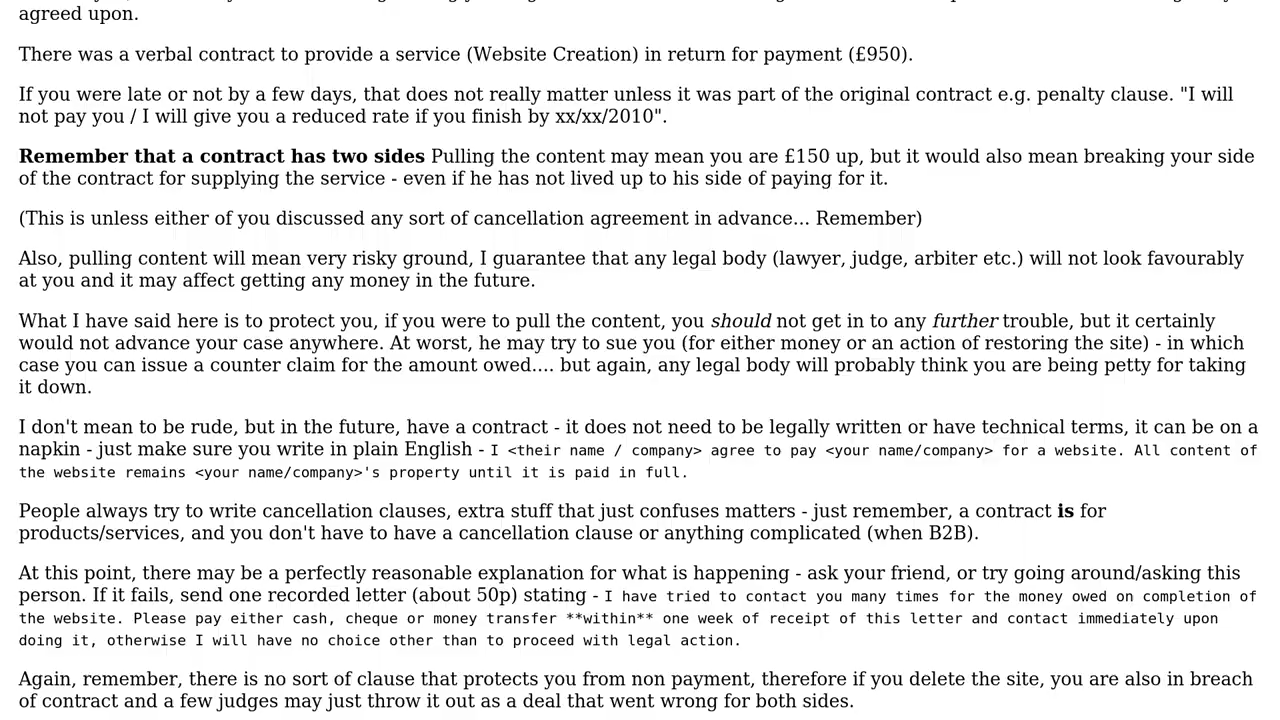 agreed upon.
There was a verbal contract to provide a service (Website Creation) in return for payment (£950).
If you were late or not by a few days, that does not really matter unless it was part of the original contract e.g. penalty clause. "I will
not pay you / I will give you a reduced rate if you finish by xx/xx/2010".
Remember that a contract has two sides Pulling the content may mean you are £150 up, but it would also mean breaking your side
of the contract for supplying the service - even if he has not lived up to his side of paying for it.
(This is unless either of you discussed any sort of cancellation agreement in advance... Remember)
Also, pulling content will mean very risky ground, I guarantee that any legal body (lawyer, judge, arbiter etc.) will not look favourably
at you and it may affect getting any money in the future.
What I have said here is to protect you, if you were to pull the content, you should not get in to any further trouble, but it certainly
would not advance your case anywhere. At worst, he may try to sue you (for either money or an action of restoring the site) - in which
case you can issue a counter claim for the amount owed.... but again, any legal body will probably think you are being petty for taking
it down.
I don't mean to be rude, but in the future, have a contract - it does not need to be legally written or have technical terms, it can be on a
napkin - just make sure you write in plain English - I <their name / company> agree to pay <your name/company> for a website. All content of
the website remains <your name/company>'s property until it is paid in full.
People always try to write cancellation clauses, extra stuff that just confuses matters - just remember, a contract is for
products/services, and you don't have to have a cancellation clause or anything complicated (when B2B).
At this point, there may be a perfectly reasonable explanation for what is happening - ask your friend, or try going around/asking this
person. If it fails, send one recorded letter (about 50p) stating - I have tried to contact you many times for the money owed on completion of
the website. Please pay either cash, cheque or money transfer **within** one week of receipt of this letter and contact immediately upon
doing it, otherwise I will have no choice other than to proceed with legal action.
Again, remember, there is no sort of clause that protects you from non payment, therefore if you delete the site, you are also in breach
of contract and a few judges may just throw it out as a deal that went wrong for both sides.